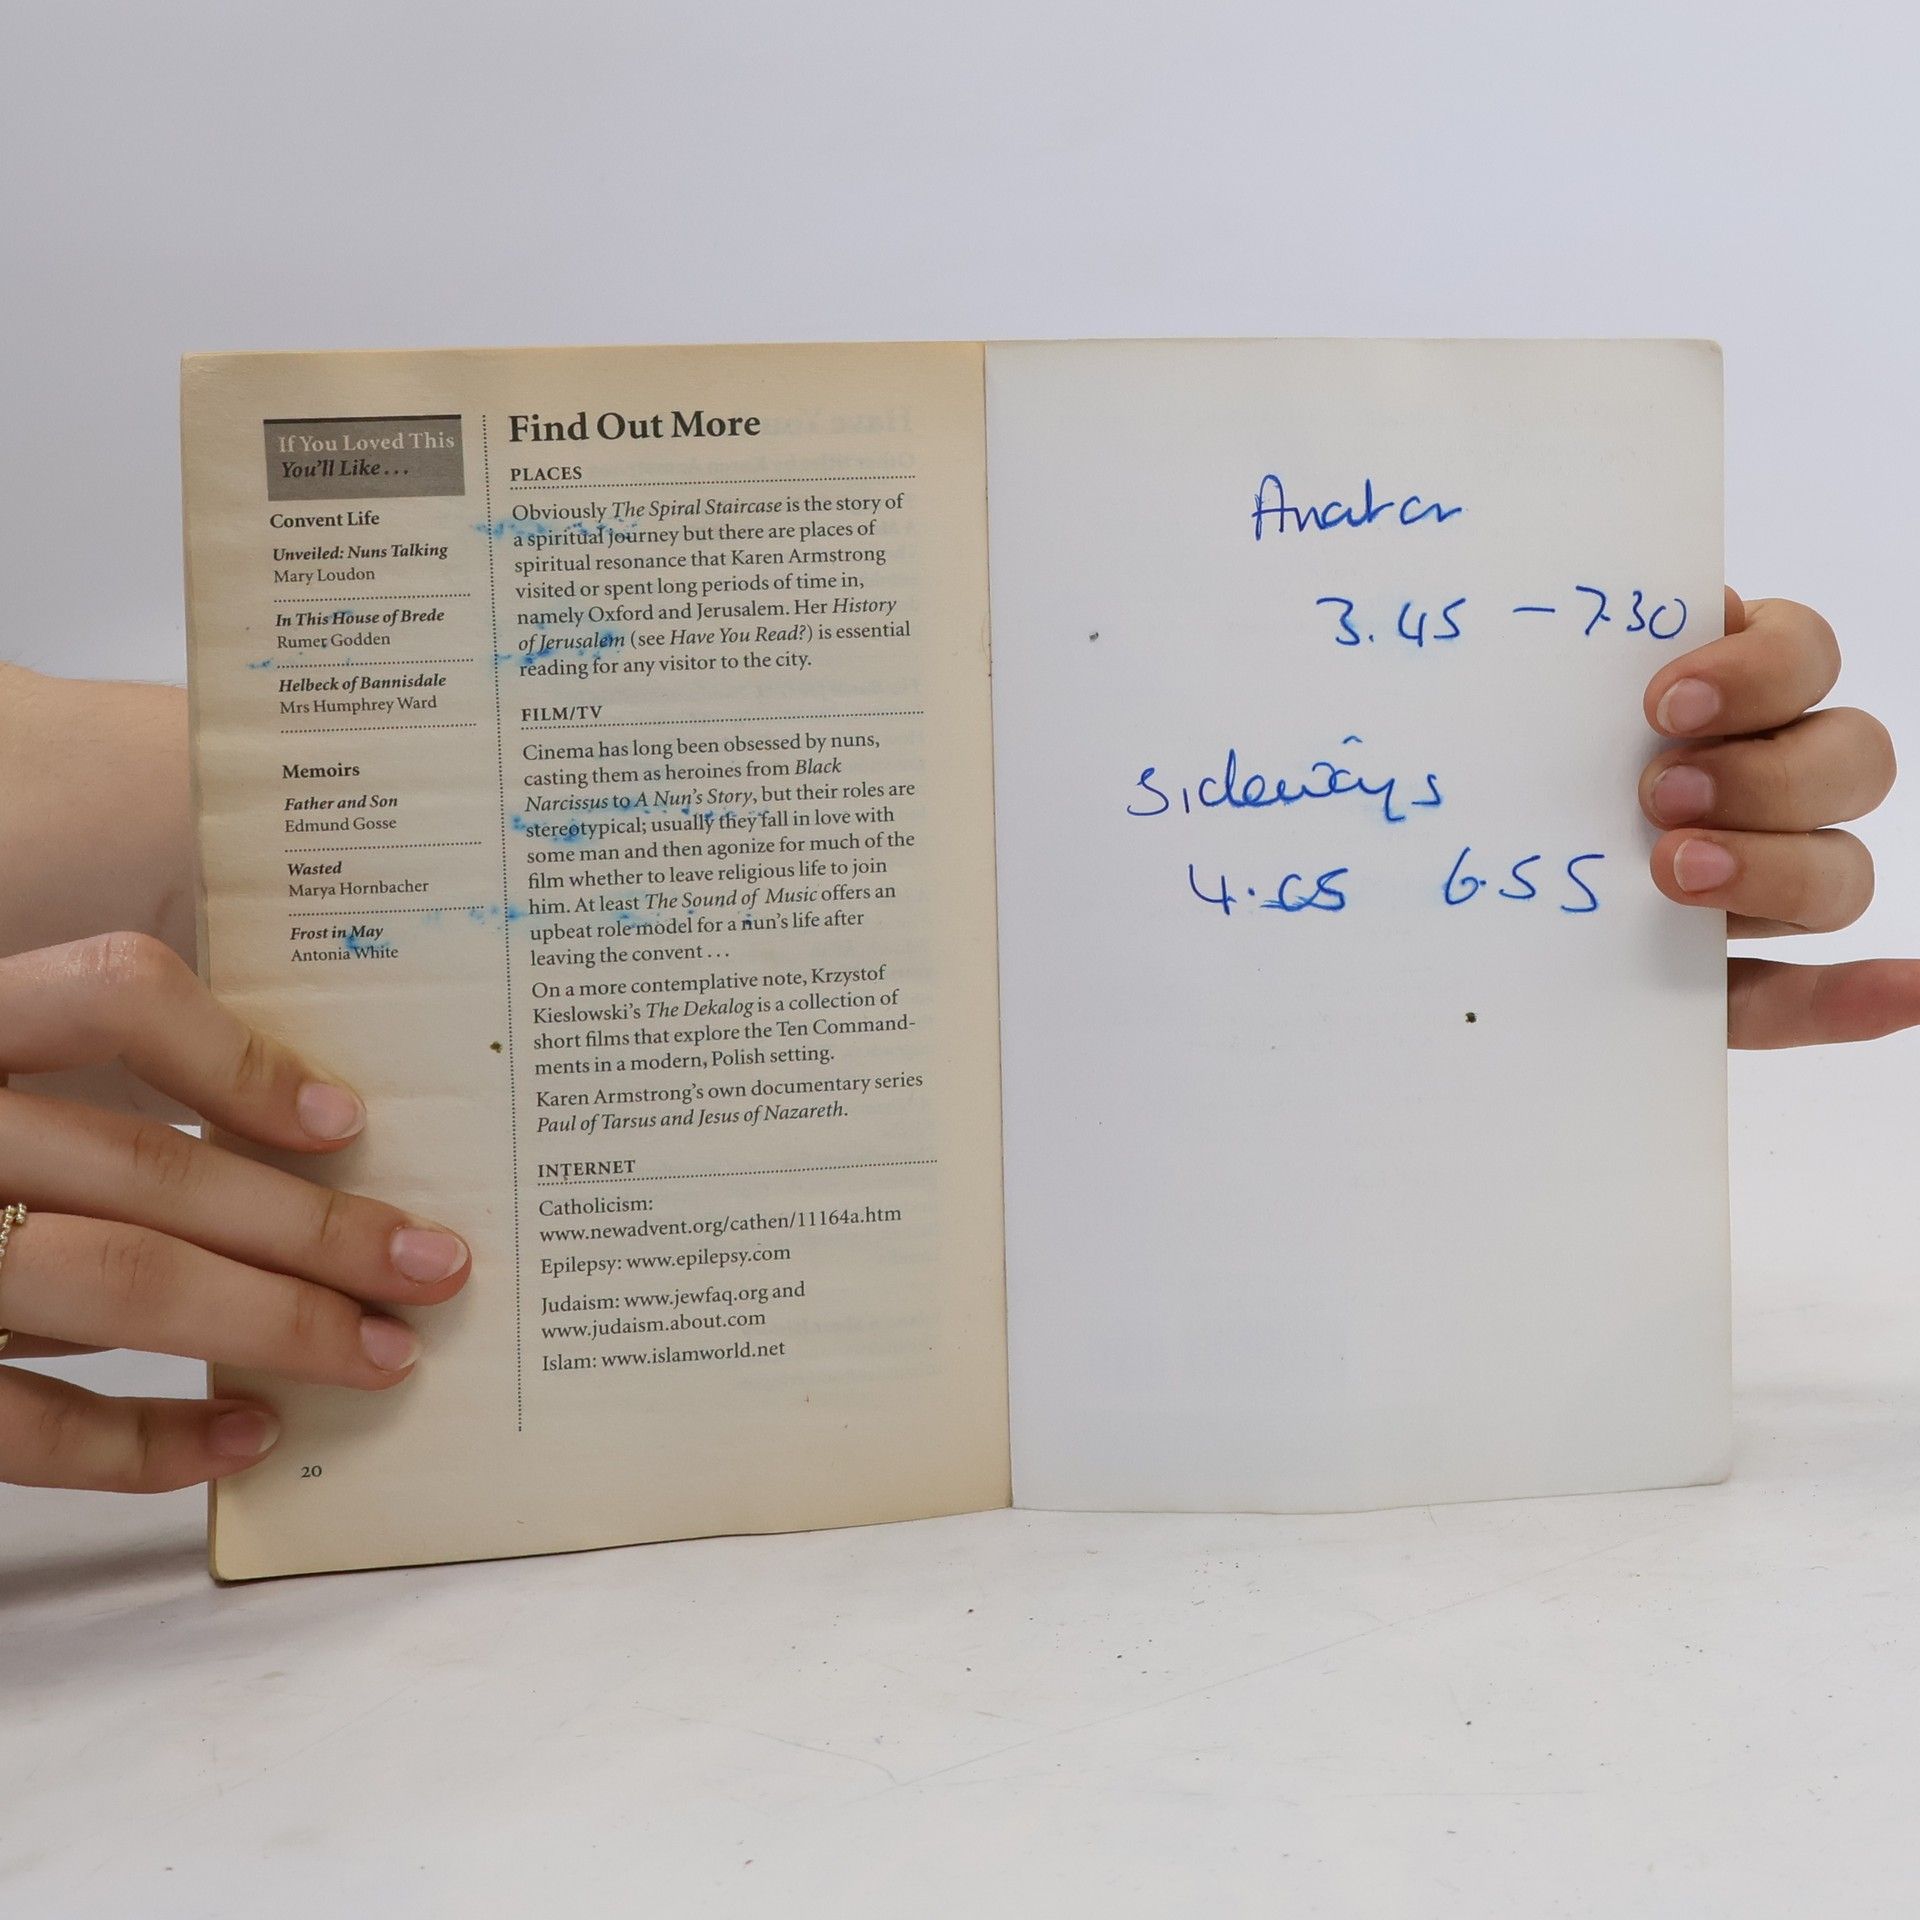 If You Loved This
You'll Like...
Convent Life
Unveiled: Nuns Talking
Mary Loudon
In This House of Brede
Rumer Godden
Helbeck of Bannisdale
Mrs Humphrey Ward
Memoirs
Father and Son
Edmund Gosse
Wasted
Marya Hornbacher
Frost in May
Antonia White
20
Find Out More
PLACES
Obviously The Spiral Staircase is the story of
a spiritual journey but there are places of
spiritual resonance that Karen Armstrong
visited or spent long periods of time in,
namely Oxford and Jerusalem. Her History
of Jerusalem (see Have You Read?) is essential
reading for any visitor to the city.
FILM/TV
Cinema has long been obsessed by nuns,
casting them as heroines from Black
Narcissus to A Nun's Story, but their roles are
stereotypical; usually they fall in love with
some man and then agonize for much of the
film whether to leave religious life to join
him. At least The Sound of Music offers an
upbeat role model for a nun's life after
leaving the convent...
On a more contemplative note, Krzystof
Kieslowski's The Dekalog is a collection of
short films that explore the Ten Command-
ments in a modern, Polish setting.
Karen Armstrong's own documentary series
Paul of Tarsus and Jesus of Nazareth.
INTERNET
Catholicism:
www.newadvent.org/cathen/11164a.htm
Epilepsy: www.epilepsy.com
Judaism: www.jewfaq.org and
www.judaism.about.com
Islam: www.islamworld.net
3.45 – 7.30
Sideways
6.55